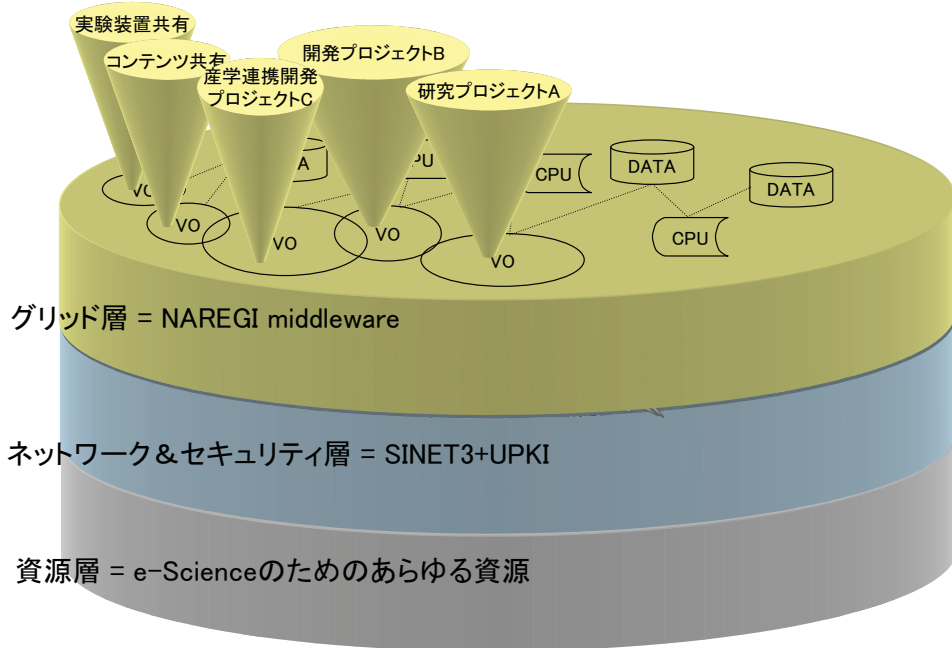 実験装置共有
コンテンツ共有
産学連携開発
プロジェクトC
開発プロジェクトB
研究プロジェクトA
CPU
DATA
DATA
CPU
VO
VO
VO
VO
グリッド層 = NAREGI middleware
ネットワーク＆セキュリティ層 = SINET3+UPKI
資源層 = e-Scienceのためのあらゆる資源